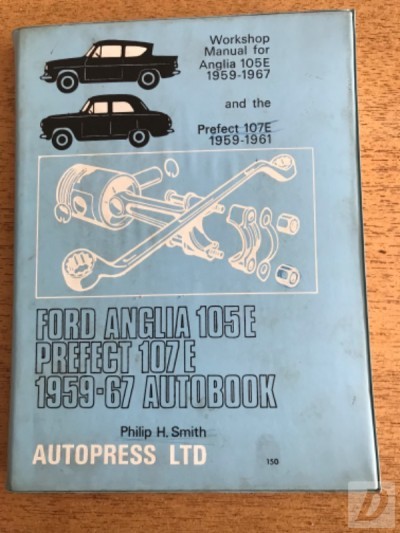 Workshop
Manual for
Anglia 105E
1959-1967
and the
Prefect 107E
1959-1961
FORD ANGLIA 105E
PREFECT 107E
1959-67 AUTOBOOK
Philip H. Smith
AUTOPRESS LTD
150